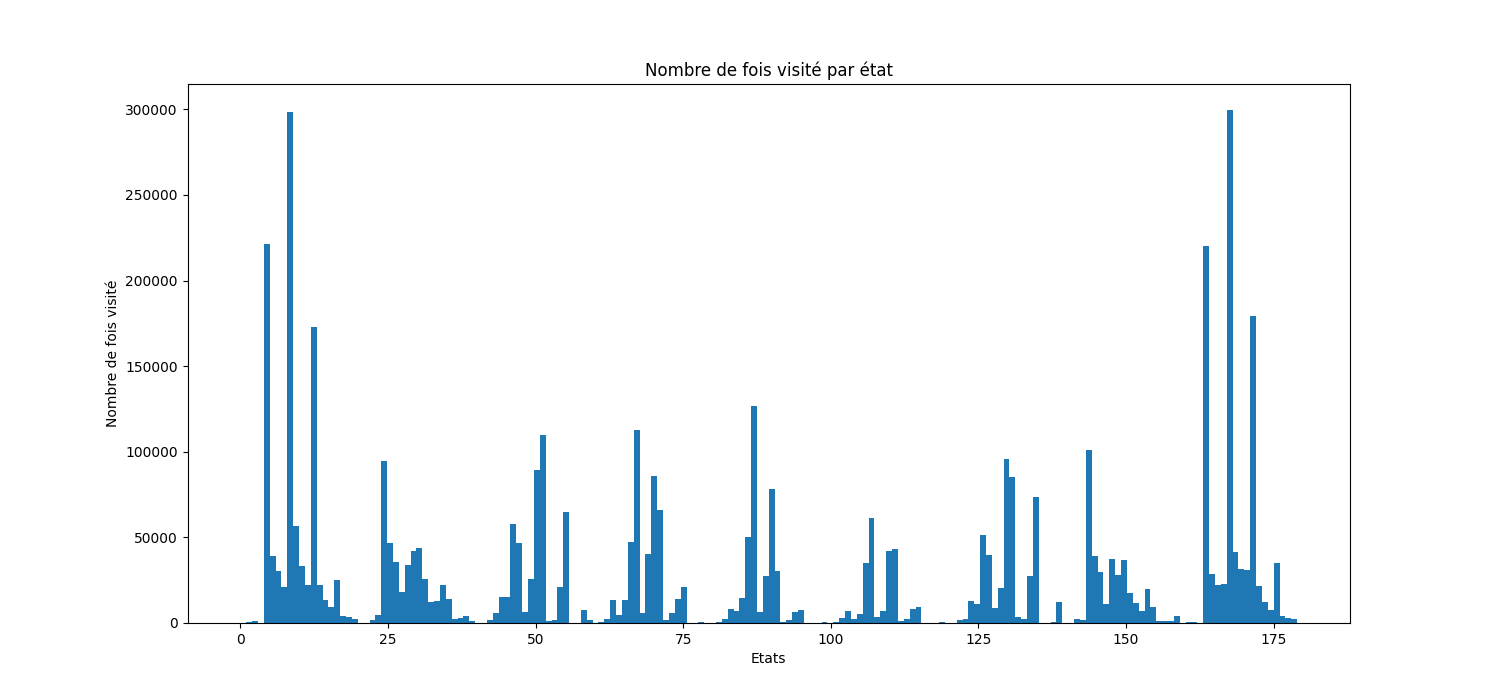 Nombre de fois visité par état
Nombre de fois visité
300000
250000
200000
150000
100000
50000
0
0 25 50 75 100 125 150 175
Etats